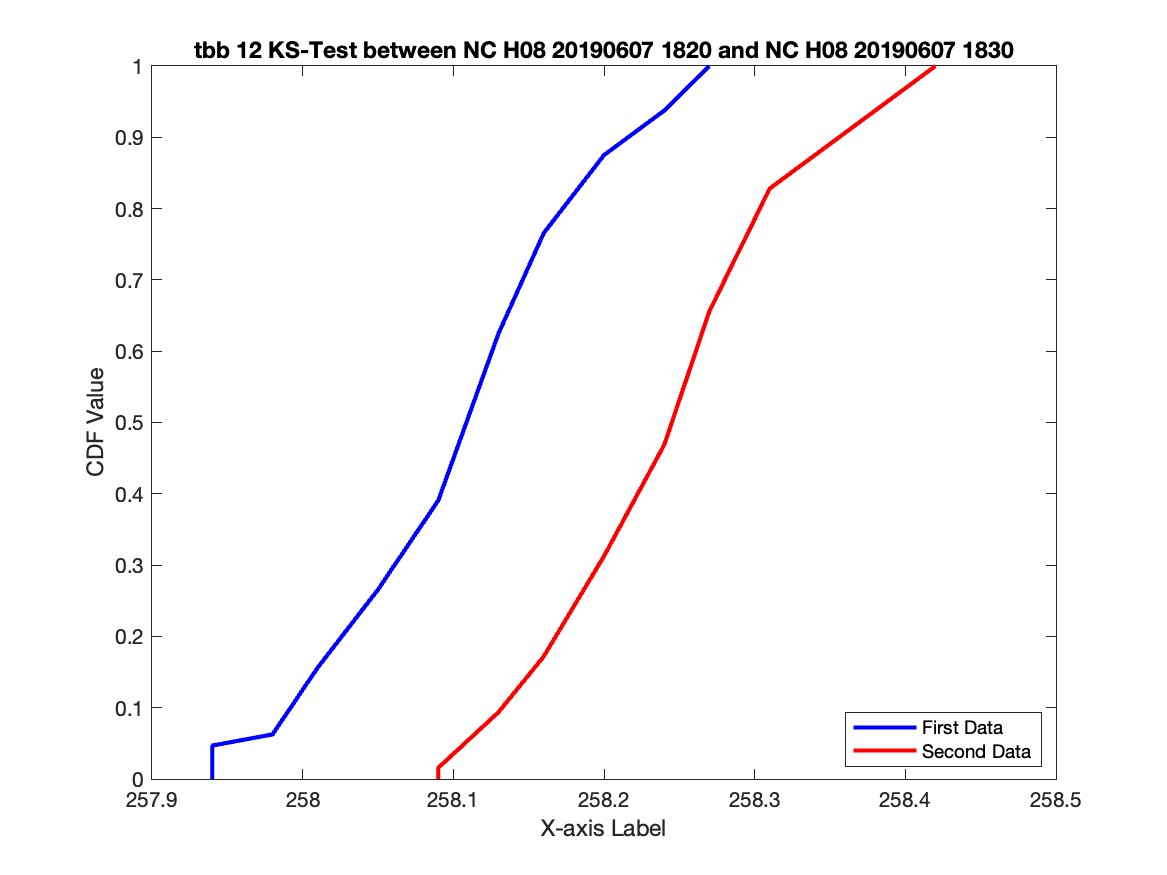 tbb 12 KS-Test between NC H08 20190607 1820 and NC H08 20190607 1830
1
0.9
0.8
0.7
0.6
0.5
0.4
0.3
0.2
0.1
0
CDF Value
First Data
Second Data
257.9 258 258.1 258.2 258.3 258.4 258.5
X-axis Label